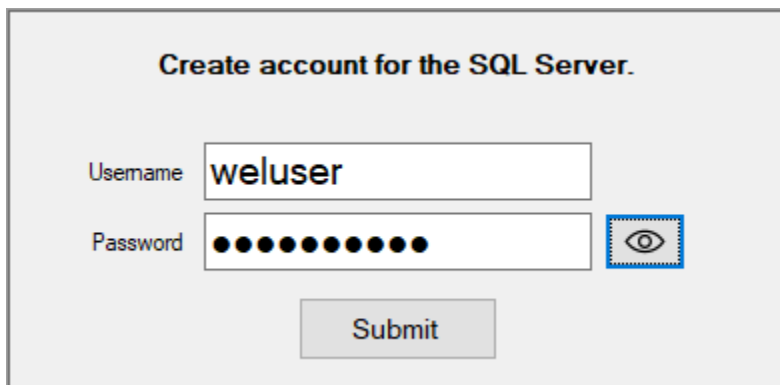 Create account for the SQL Server.
Username weluser
Password ●●●●●●●●●●
Submit